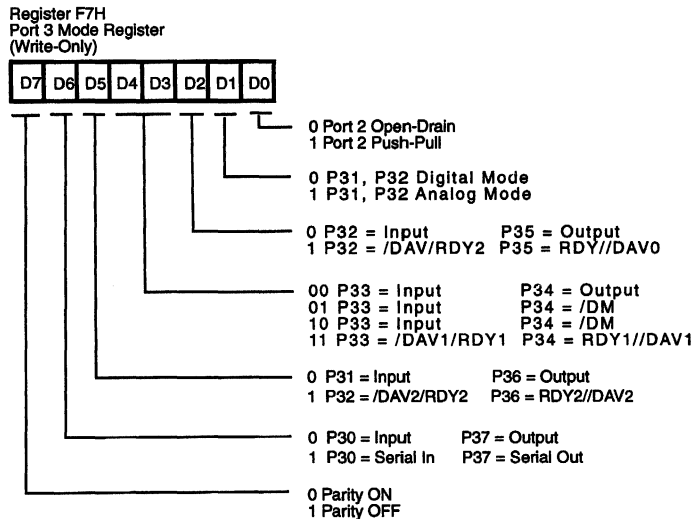 Register F7H
Port 3 Mode Register
(Write-Only)
D7 D6 D5 D4 D3 D2 D1 D0
0 Port 2 Open-Drain
1 Port 2 Push-Pull
0 P31, P32 Digital Mode
1 P31, P32 Analog Mode
0 P32 = Input P35 = Output
1 P32 = /DAV/RDY2 P35 = RDY//DAV0
00 P33 = Input P34 = Output
01 P33 = Input P34 = /DM
10 P33 = Input P34 = /DM
11 P33 = /DAV1/RDY1 P34 = RDY1//DAV1
0 P31 = Input P36 = Output
1 P32 = /DAV2/RDY2 P36 = RDY2//DAV2
0 P30 = Input P37 = Output
1 P30 = Serial In P37 = Serial Out
0 Parity ON
1 Parity OFF